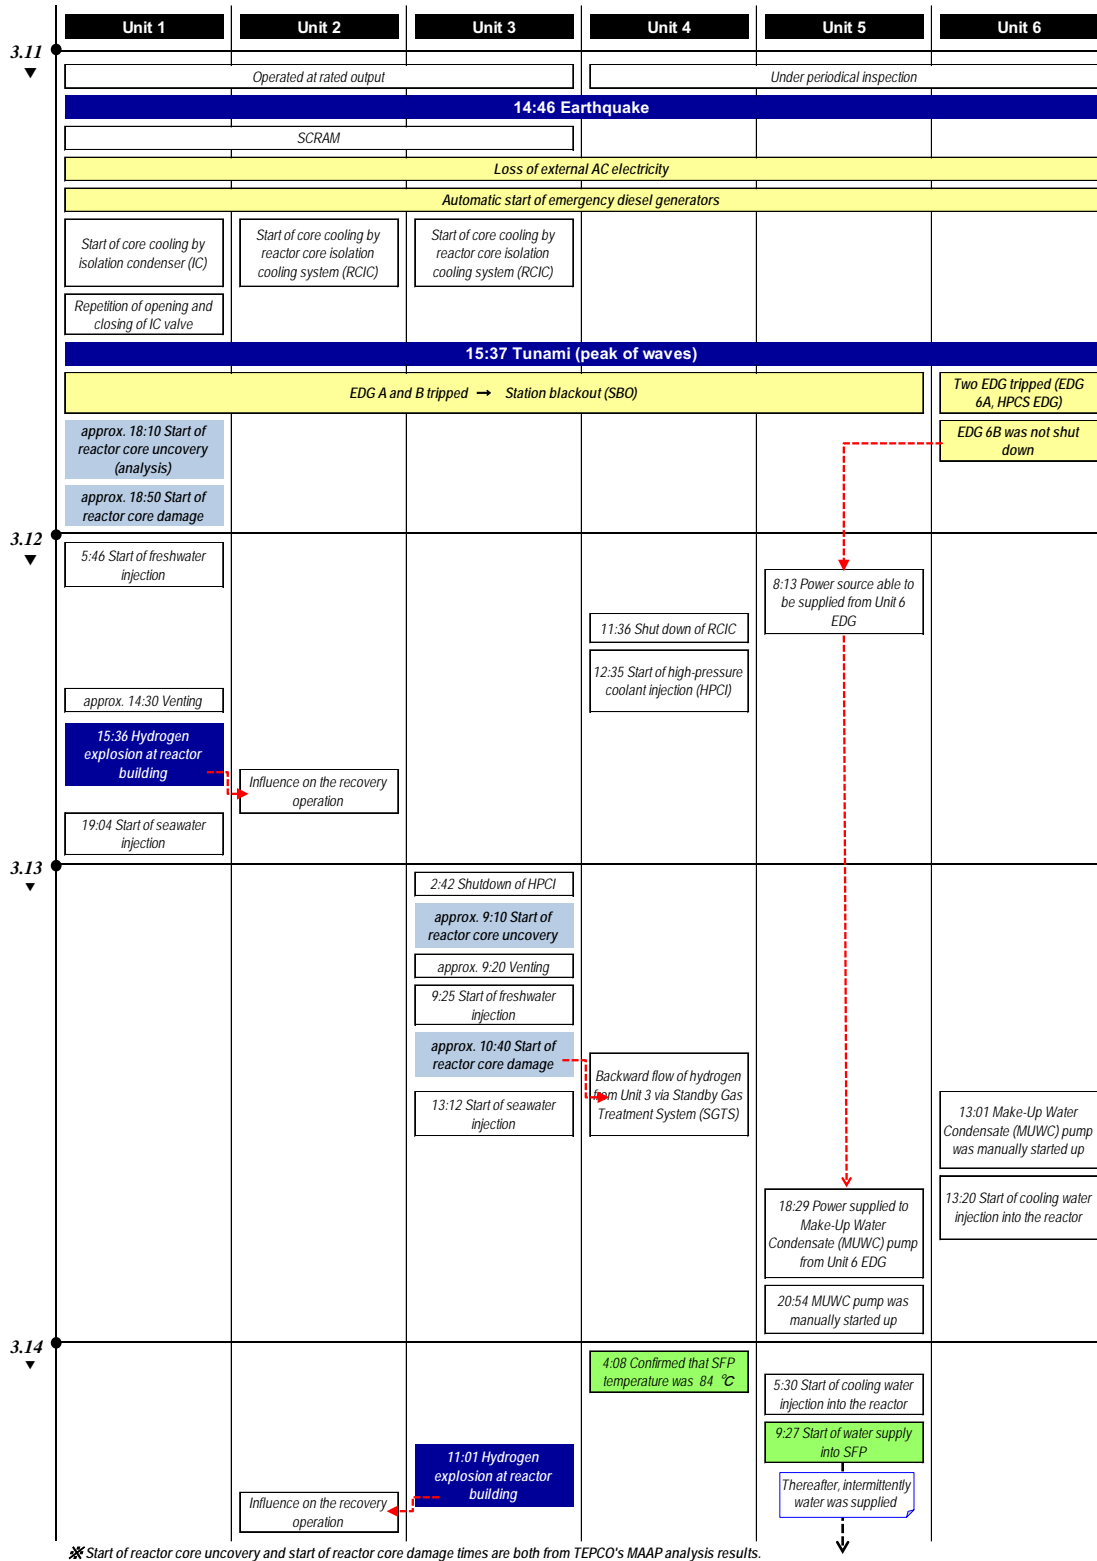 Unit 1 Unit 2 Unit 3 Unit 4 Unit 5 Unit 6
3.11
▼
Operated at rated output
Under periodical inspection
14:46 Earthquake
SCRAM
Loss of external AC electricity
Automatic start of emergency diesel generators
Start of core cooling by
isolation condenser (IC)
Start of core cooling by
reactor core isolation
cooling system (RCIC)
Start of core cooling by
reactor core isolation
cooling system (RCIC)
Repetition of opening and
closing of IC valve
15:37 Tunami (peak of waves)
EDG A and B tripped → Station blackout (SBO)
Two EDG tripped (EDG
6A, HPCS EDG)
approx. 18:10 Start of
reactor core uncovery
(analysis)
EDG 6B was not shut
down
approx. 18:50 Start of
reactor core damage
3.12
▼
5:46 Start of freshwater
injection
8:13 Power source able to
be supplied from Unit 6
EDG
11:36 Shut down of RCIC
12:35 Start of high-pressure
coolant injection (HPCI)
approx. 14:30 Venting
15:36 Hydrogen
explosion at reactor
building
Influence on the recovery
operation
19:04 Start of seawater
injection
3.13
▼
2:42 Shutdown of HPCI
approx. 9:10 Start of
reactor core uncovery
approx. 9:20 Venting
9:25 Start of freshwater
injection
approx. 10:40 Start of
reactor core damage
Backward flow of hydrogen
from Unit 3 via Standby Gas
Treatment System (SGTS)
13:12 Start of seawater
injection
13:01 Make-Up Water
Condensate (MUWC) pump
was manually started up
13:20 Start of cooling water
injection into the reactor
18:29 Power supplied to
Make-Up Water
Condensate (MUWC) pump
from Unit 6 EDG
20:54 MUWC pump was
manually started up
3.14
▼
4:08 Confirmed that SFP
temperature was 84 ℃
5:30 Start of cooling water
injection into the reactor
9:27 Start of water supply
into SFP
Thereafter, intermittently
water was supplied
11:01 Hydrogen
explosion at reactor
building
Influence on the recovery
operation
※ Start of reactor core uncovery and start of reactor core damage times are both from TEPCO's MAAP analysis results.